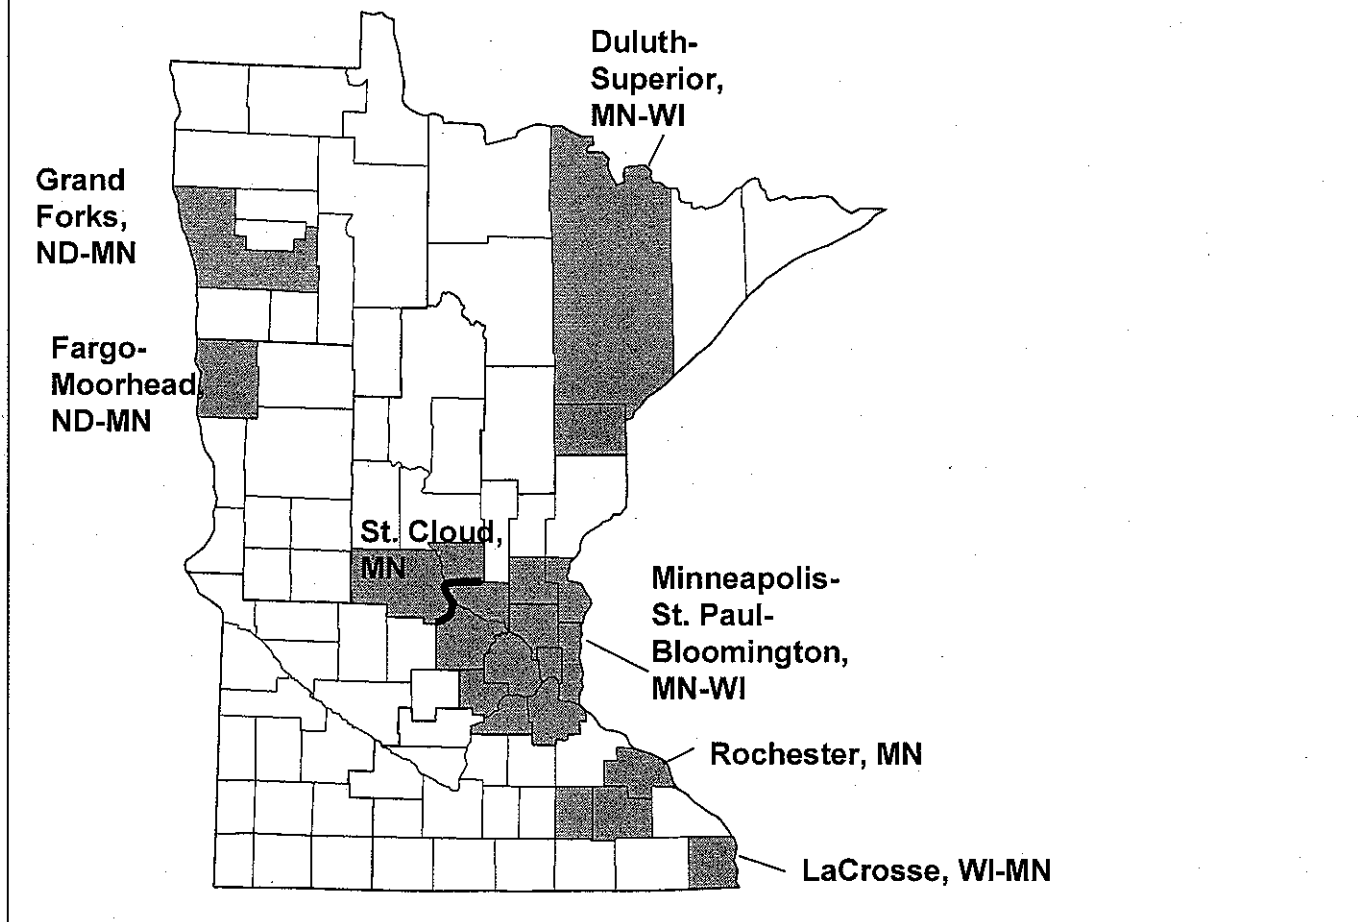 Duluth-
Superior,
MN-WI
Grand
Forks,
ND-MN
Fargo-
Moorhead,
ND-MN
St. Cloud,
MN
Minneapolis-
St. Paul-
Bloomington,
MN-WI
Rochester, MN
LaCrosse, WI-MN